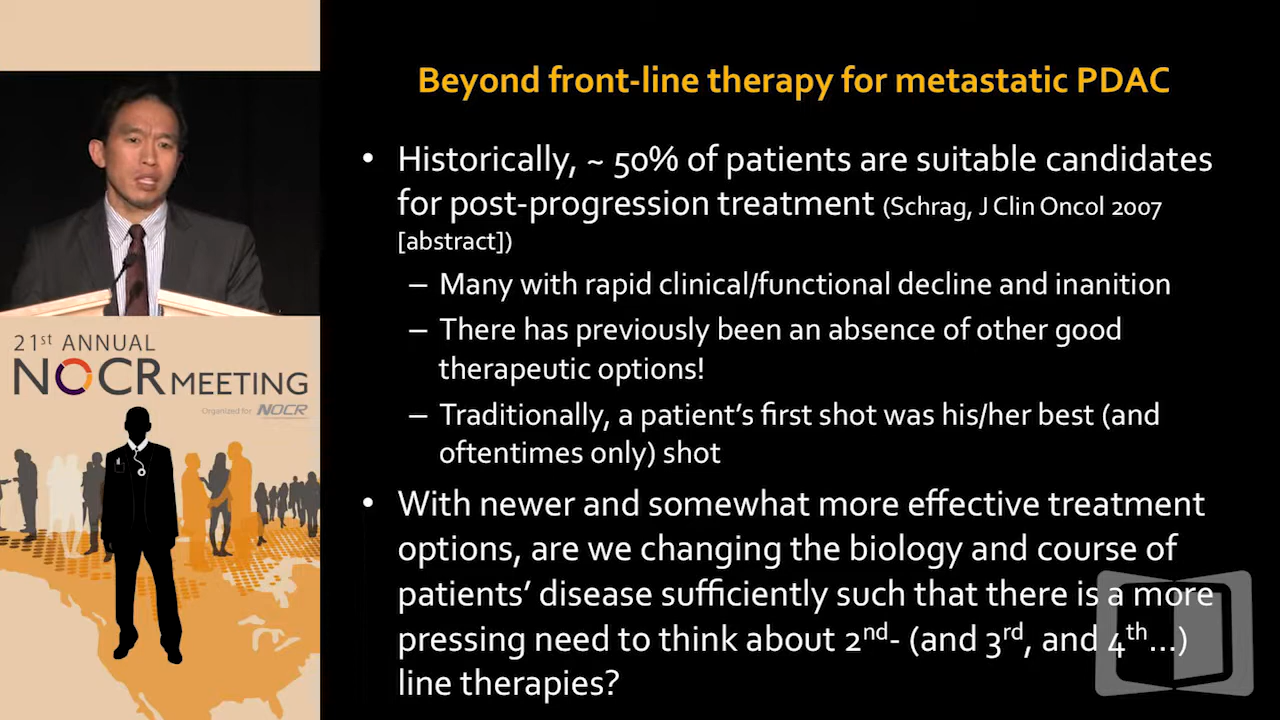 Beyond front-line therapy for metastatic PDAC
• Historically, ~ 50% of patients are suitable candidates
for post-progression treatment (Schrag, J Clin Oncol 2007
[abstract])
– Many with rapid clinical/functional decline and inanition
– There has previously been an absence of other good
therapeutic options!
– Traditionally, a patient's first shot was his/her best (and
oftentimes only) shot
• With newer and somewhat more effective treatment
options, are we changing the biology and course of
patients' disease sufficiently such that there is a more
pressing need to think about 2nd- (and 3rd, and 4th…)
line therapies?
21st ANNUAL
NOCR MEETING
Organized for NOCR